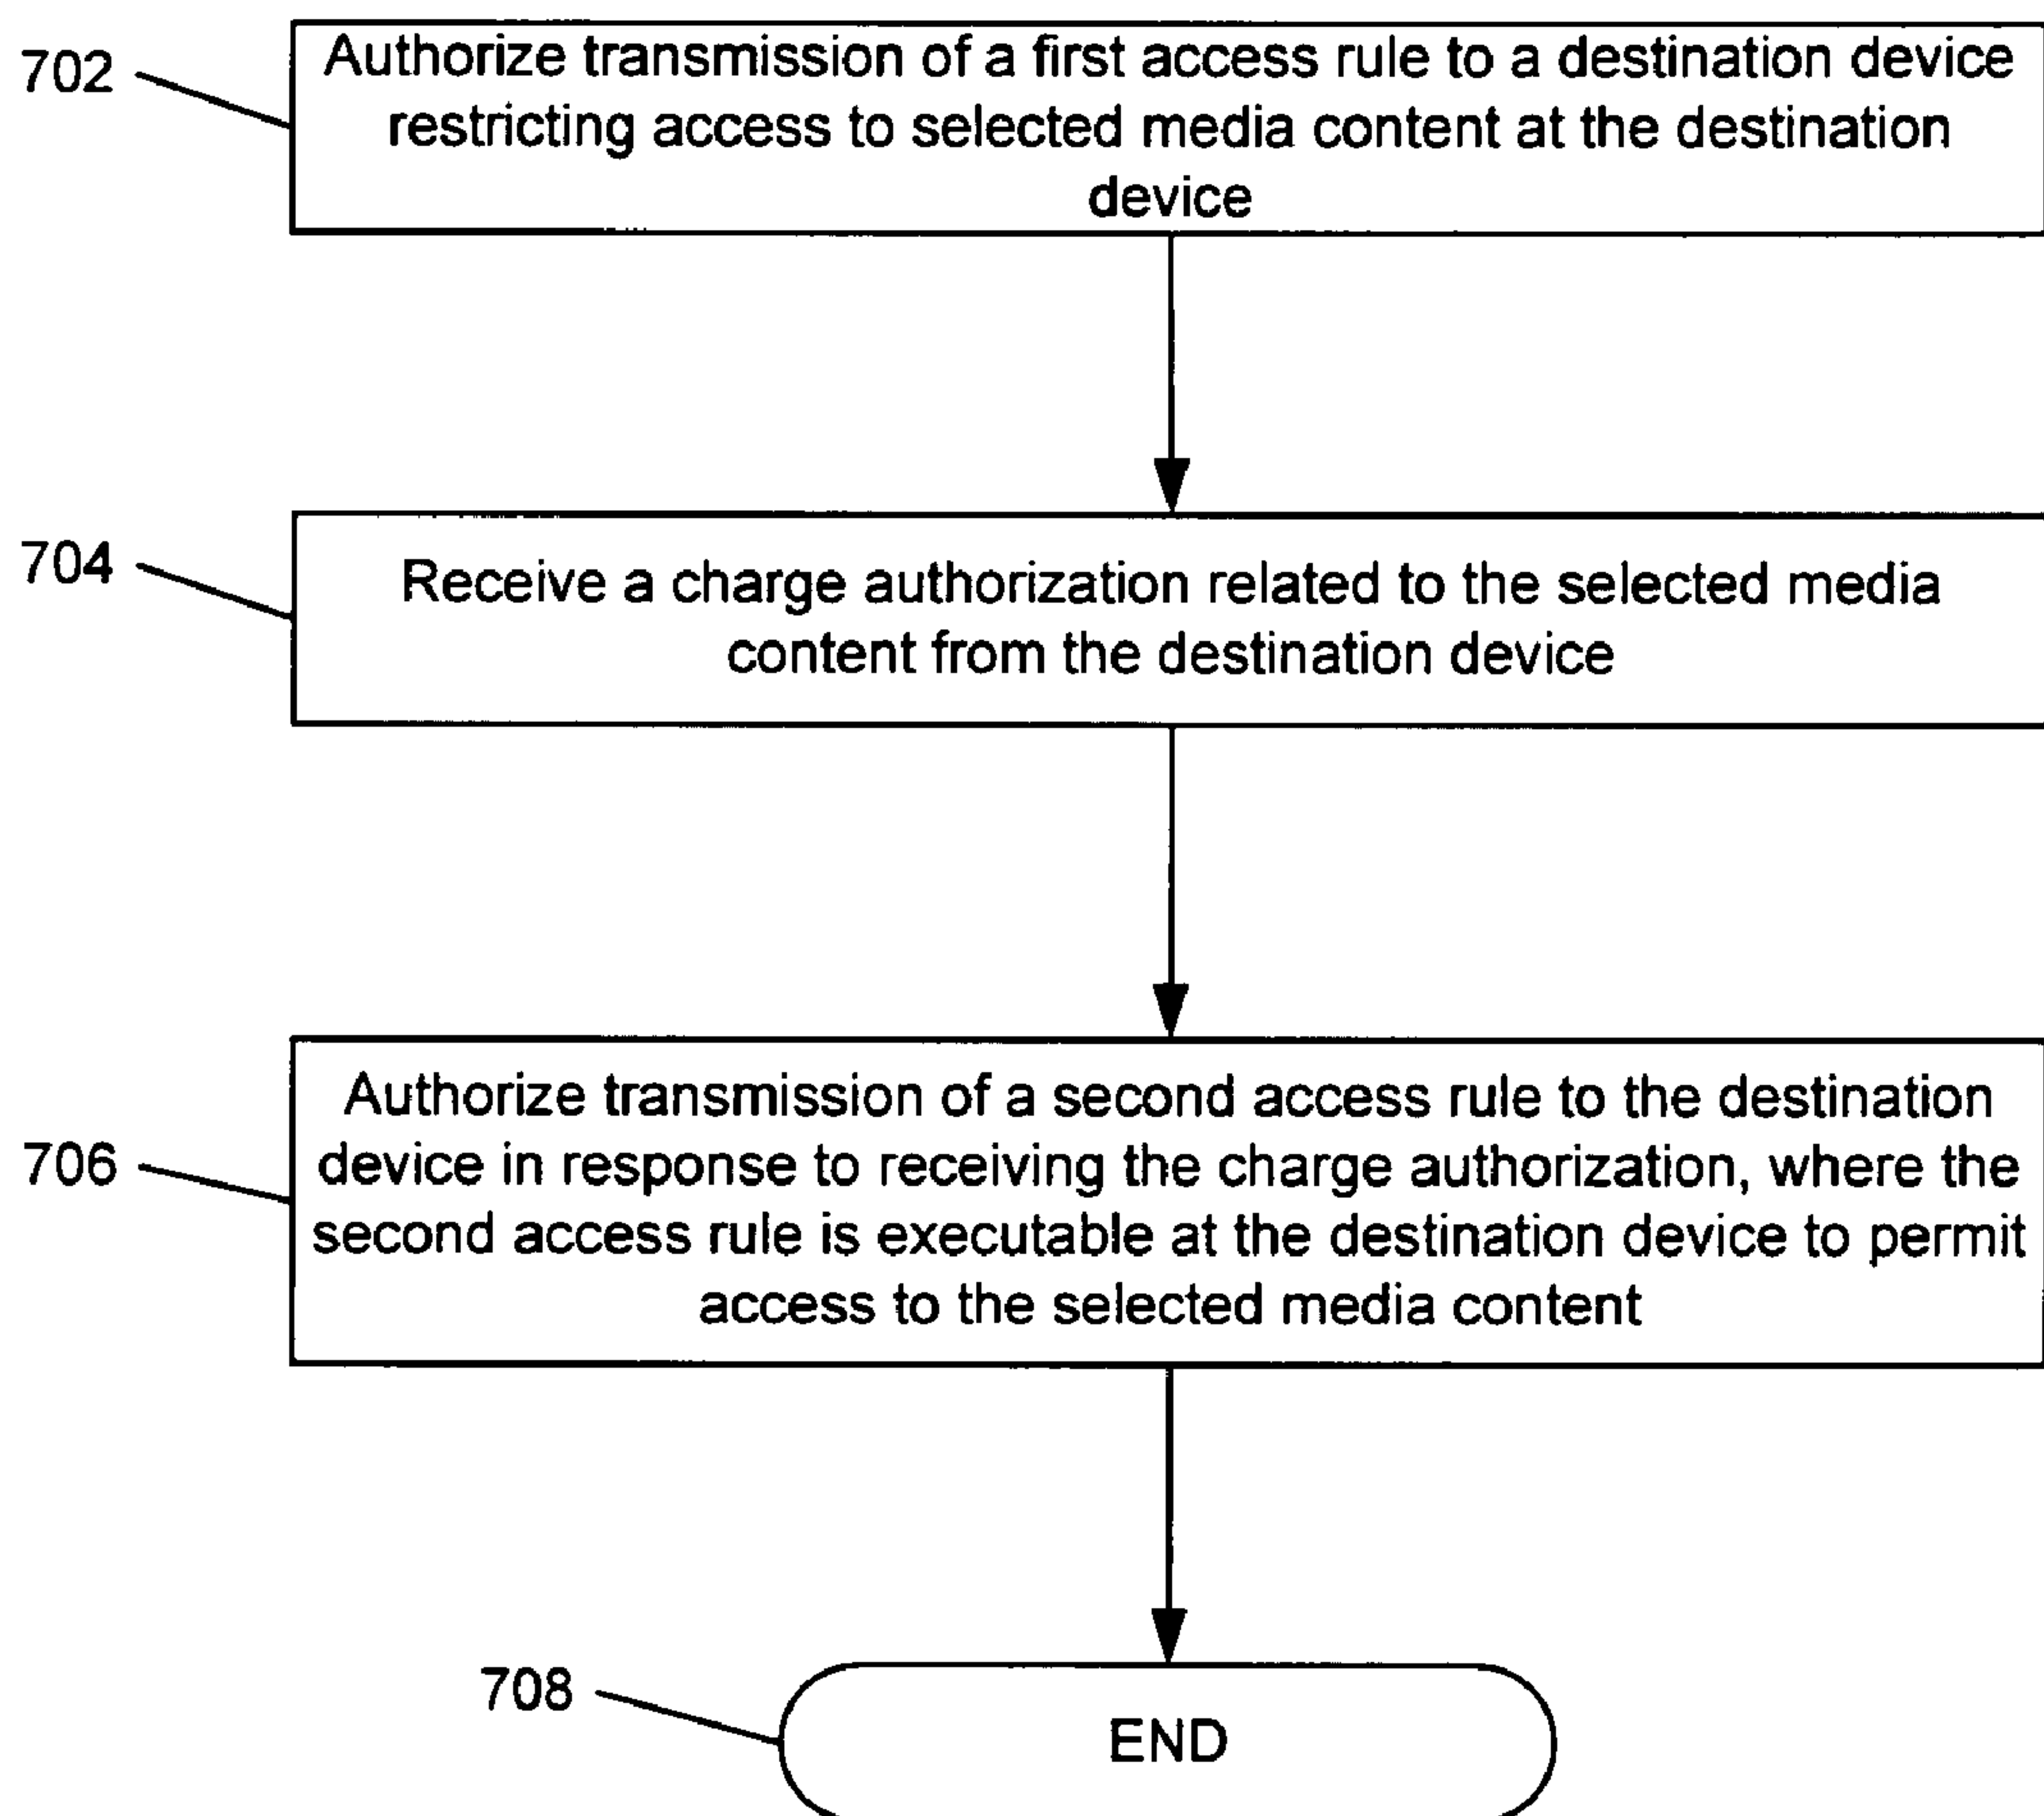 702
Authorize transmission of a first access rule to a destination device
restricting access to selected media content at the destination
device
704
Receive a charge authorization related to the selected media
content from the destination device
706
Authorize transmission of a second access rule to the destination
device in response to receiving the charge authorization, where the
second access rule is executable at the destination device to permit
access to the selected media content
708
END